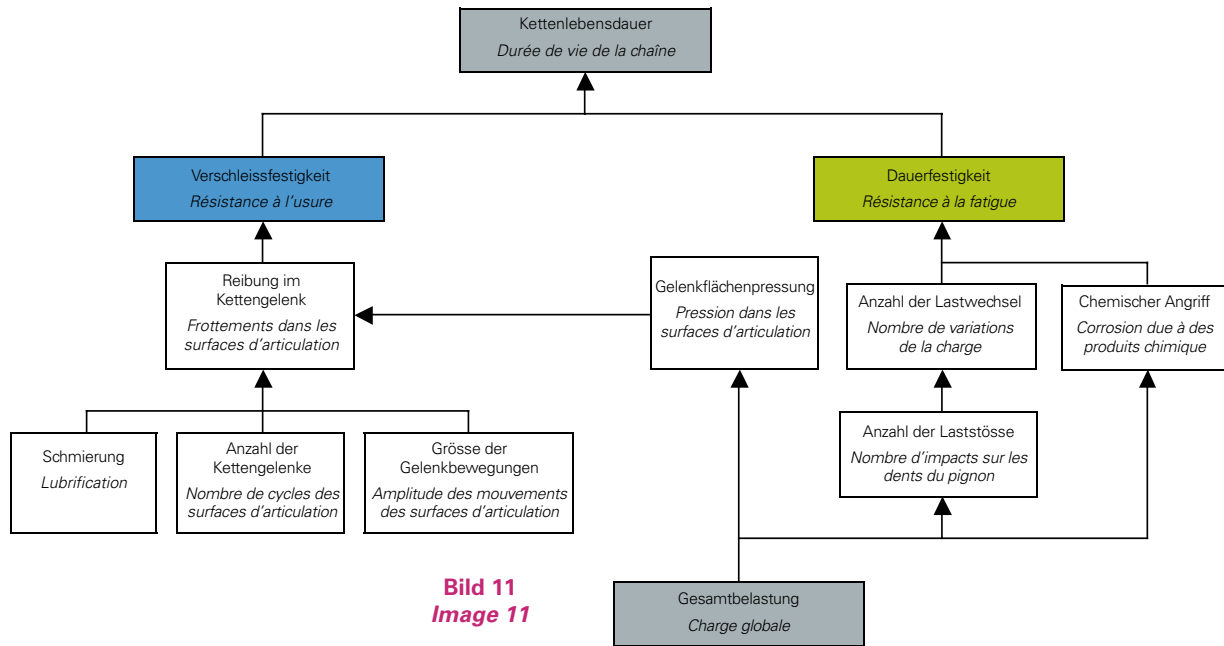 Kettenlebensdauer
Durée de vie de la chaîne
Verschleissfestigkeit
Résistance à l'usure
Dauerfestigkeit
Résistance à la fatigue
Reibung im
Kettengelenk
Frottements dans les
surfaces d'articulation
Gelenkflächenpressung
Pression dans les
surfaces d'articulation
Anzahl der Lastwechsel
Nombre de variations
de la charge
Chemischer Angriff
Corrosion due à des
produits chimique
Schmierung
Lubrification
Anzahl der
Kettengelenke
Nombre de cycles des
surfaces d'articulation
Grösse der
Gelenkbewegungen
Amplitude des mouvements
des surfaces d'articulation
Anzahl der Laststösse
Nombre d'impacts sur les
dents du pignon
Bild 11
Image 11
Gesamtbelastung
Charge globale